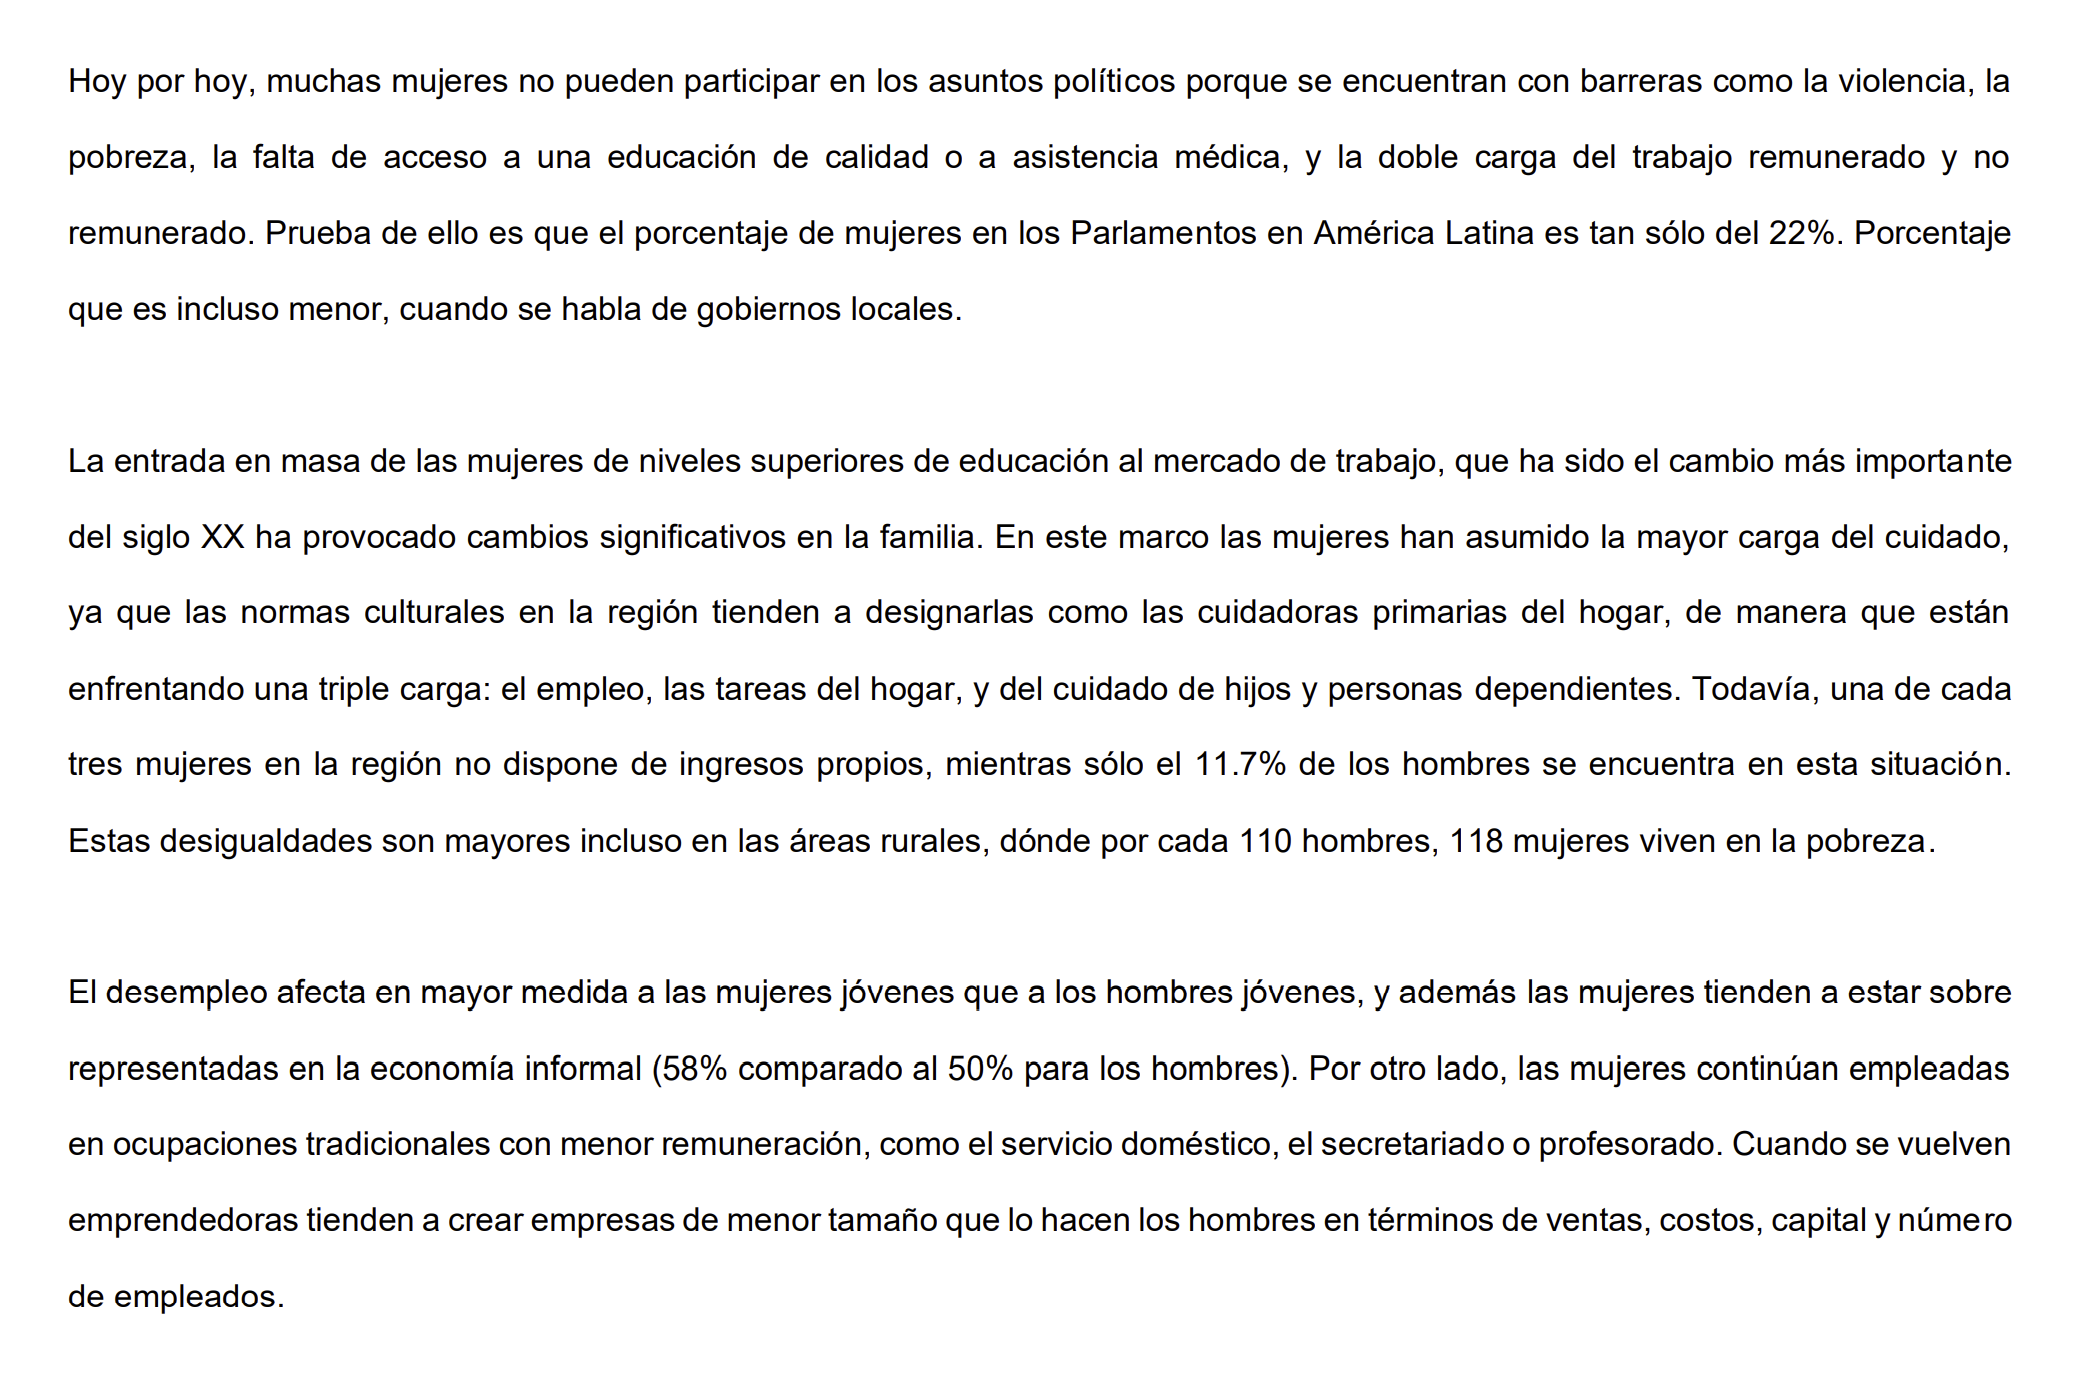 Hoy por hoy, muchas mujeres no pueden participar en los asuntos políticos porque se encuentran con barreras como la violencia, la
pobreza, la falta de acceso a una educación de calidad o a asistencia médica, y la doble carga del trabajo remunerado y no
remunerado. Prueba de ello es que el porcentaje de mujeres en los Parlamentos en América Latina es tan sólo del 22%. Porcentaje
que es incluso menor, cuando se habla de gobiernos locales.
La entrada en masa de las mujeres de niveles superiores de educación al mercado de trabajo, que ha sido el cambio más importante
del siglo XX ha provocado cambios significativos en la familia. En este marco las mujeres han asumido la mayor carga del cuidado,
ya que las normas culturales en la región tienden a designarlas como las cuidadoras primarias del hogar, de manera que están
enfrentando una triple carga: el empleo, las tareas del hogar, y del cuidado de hijos y personas dependientes. Todavía, una de cada
tres mujeres en la región no dispone de ingresos propios, mientras sólo el 11.7% de los hombres se encuentra en esta situación.
Estas desigualdades son mayores incluso en las áreas rurales, dónde por cada 110 hombres, 118 mujeres viven en la pobreza.
El desempleo afecta en mayor medida a las mujeres jóvenes que a los hombres jóvenes, y además las mujeres tienden a estar sobre
representadas en la economía informal (58% comparado al 50% para los hombres). Por otro lado, las mujeres continúan empleadas
en ocupaciones tradicionales con menor remuneración, como el servicio doméstico, el secretariado o profesorado. Cuando se vuelven
emprendedoras tienden a crear empresas de menor tamaño que lo hacen los hombres en términos de ventas, costos, capital y número
de empleados.